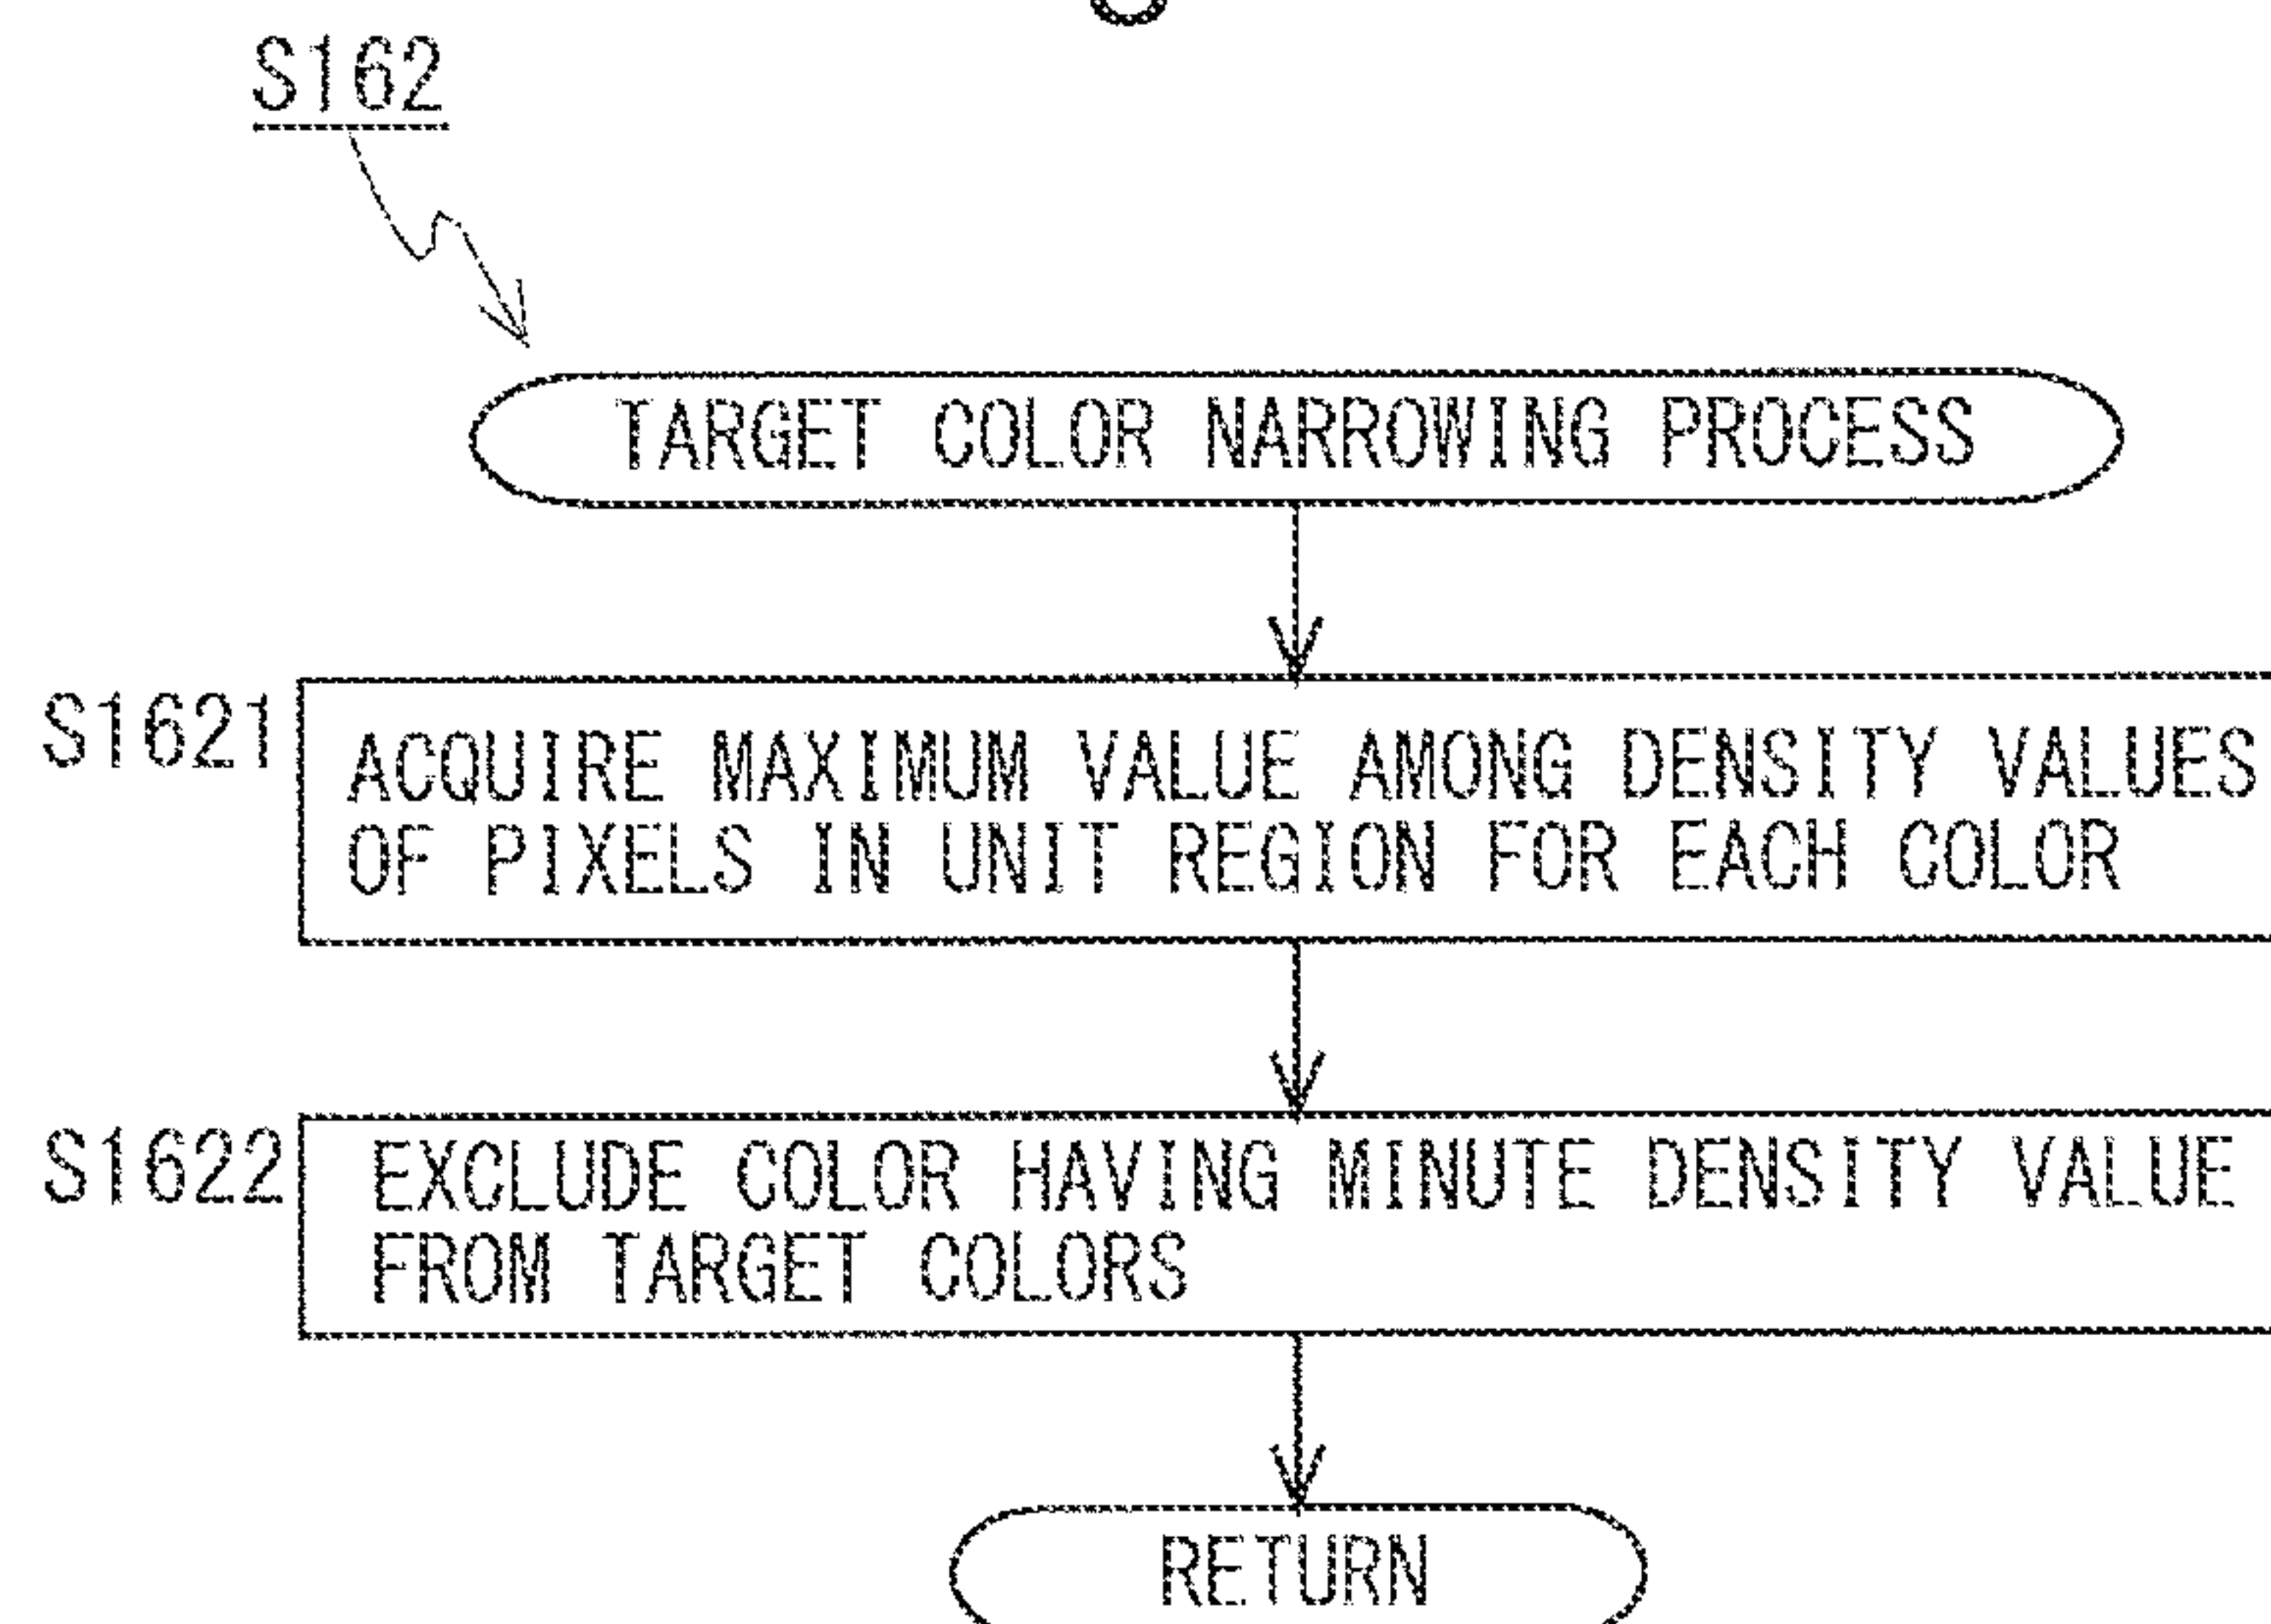 S162
TARGET COLOR NARROWING PROCESS
S1621
ACQUIRE MAXIMUM VALUE AMONG DENSITY VALUES
OF PIXELS IN UNIT REGION FOR EACH COLOR
S1622
EXCLUDE COLOR HAVING MINUTE DENSITY VALUE
FROM TARGET COLORS
RETURN